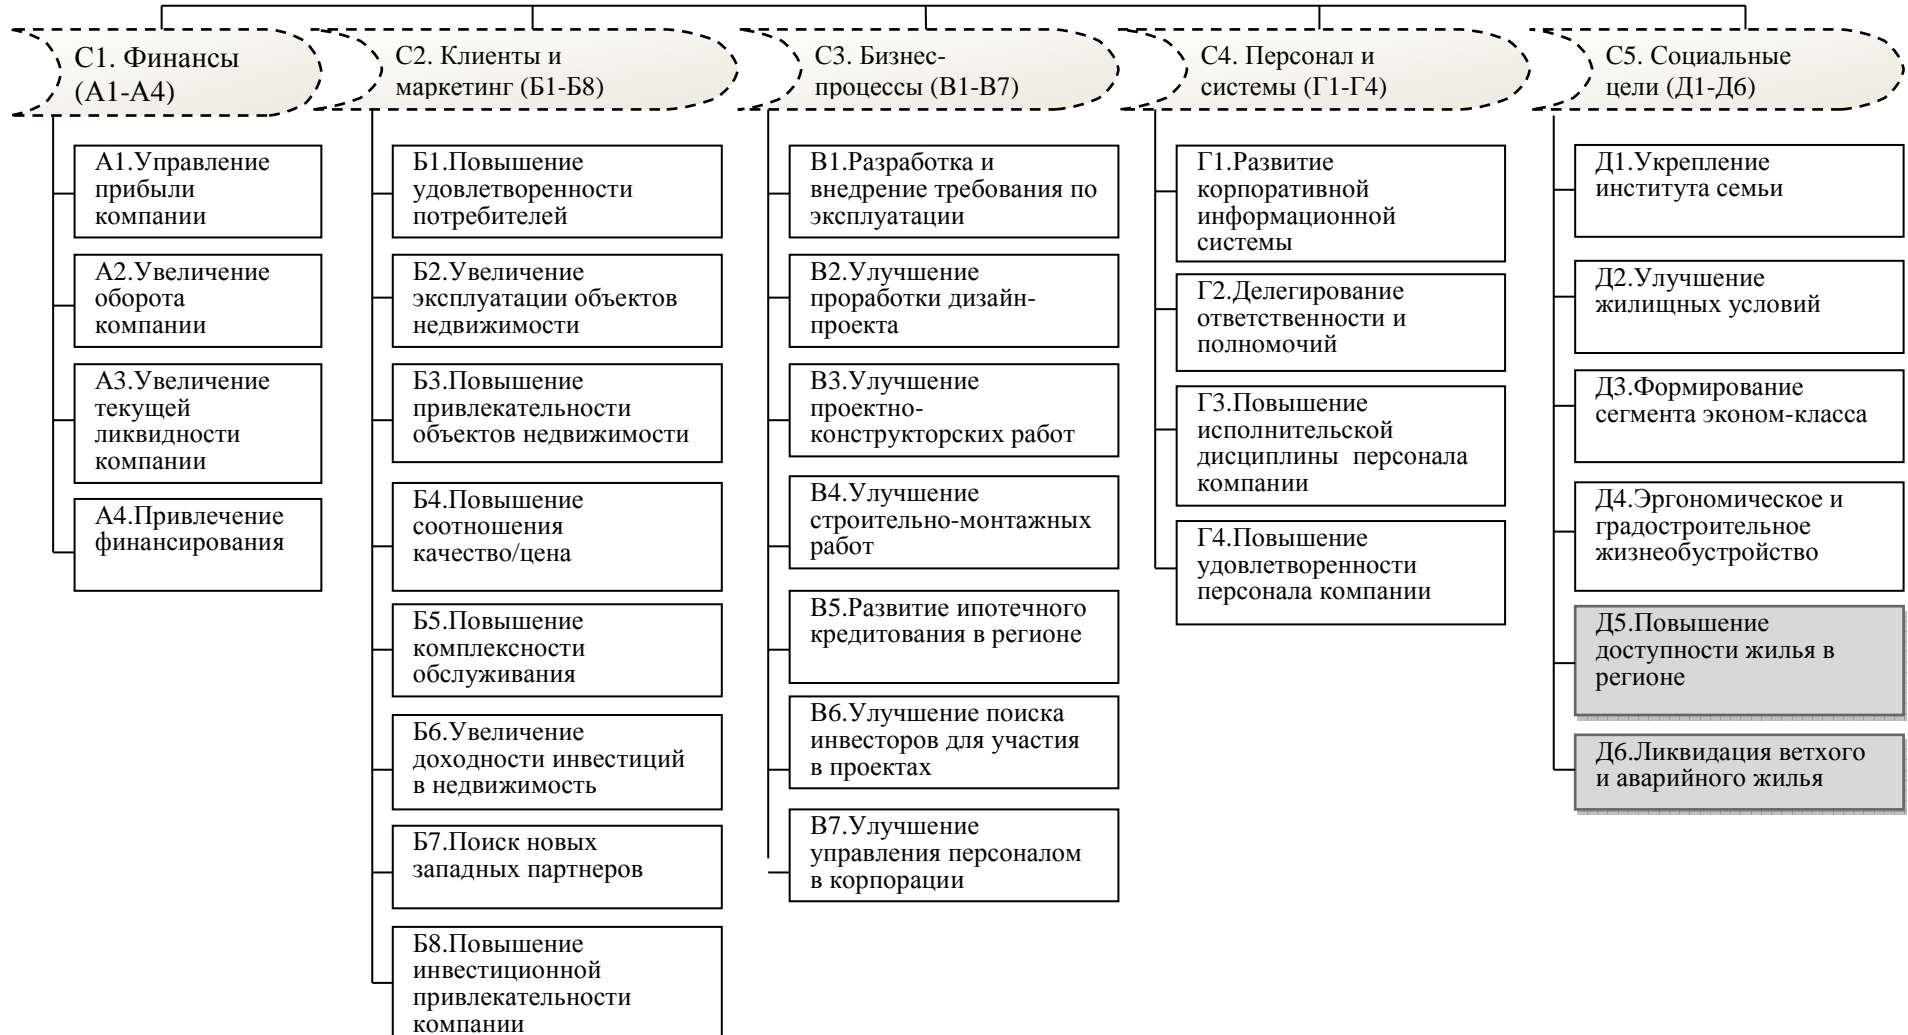 С1. Финансы
(А1-А4)
С2. Клиенты и
маркетинг (Б1-Б8)
С3. Бизнес-
процессы (В1-В7)
С4. Персонал и
системы (Г1-Г4)
С5. Социальные
цели (Д1-Д6)
А1.Управление
прибыли
компании
А2.Увеличение
оборота
компании
А3.Увеличение
текущей
ликвидности
компании
А4.Привлечение
финансирования
Б1.Повышение
удовлетворенности
потребителей
Б2.Увеличение
эксплуатации объектов
недвижимости
Б3.Повышение
привлекательности
объектов недвижимости
Б4.Повышение
соотношения
качество/цена
Б5.Повышение
комплексности
обслуживания
Б6.Увеличение
доходности инвестиций
в недвижимость
Б7.Поиск новых
западных партнеров
Б8.Повышение
инвестиционной
привлекательности
компании
В1.Разработка и
внедрение требования по
эксплуатации
В2.Улучшение
проработки дизайн-
проекта
В3.Улучшение
проектно-
конструкторских работ
В4.Улучшение
строительно-монтажных
работ
В5.Развитие ипотечного
кредитования в регионе
В6.Улучшение поиска
инвесторов для участия
в проектах
В7.Улучшение
управления персоналом
в корпорации
Г1.Развитие
корпоративной
информационной
системы
Г2.Делегирование
ответственности и
полномочий
Г3.Повышение
исполнительской
дисциплины персонала
компании
Г4.Повышение
удовлетворенности
персонала компании
Д1.Укрепление
института семьи
Д2.Улучшение
жилищных условий
Д3.Формирование
сегмента эконом-класса
Д4.Эргономическое и
градостроительное
жизнеобустройство
Д5.Повышение
доступности жилья в
регионе
Д6.Ликвидация ветхого
и аварийного жилья